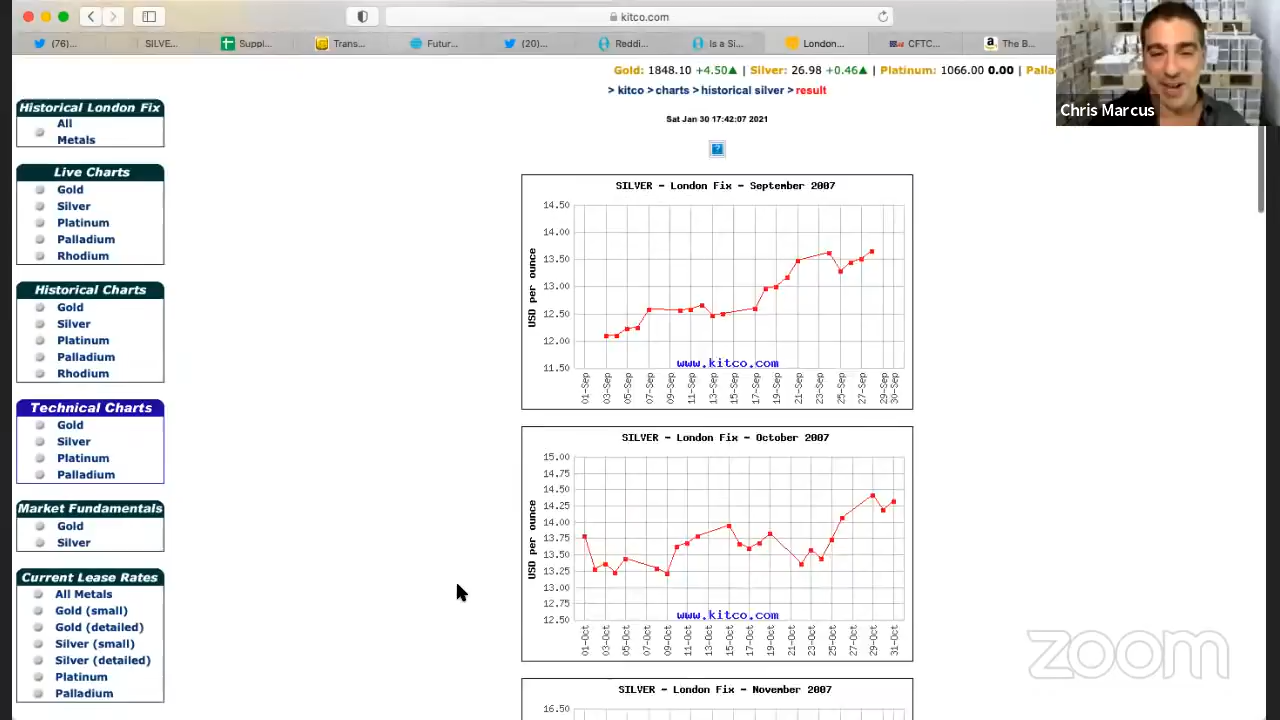 kitco.com
(76)...
SILVE...
Suppl...
Trans...
Futur...
(20)...
Reddi...
Is a Si...
London...
CFTC...
The B...
Chris Marcus
Gold: 1848.10 +4.50▲ | Silver: 26.98 +0.46▲ | Platinum: 1066.00 0.00 | Palla
> kitco > charts > historical silver > result
Sat Jan 30 17:42:07 2021
?
Historical London Fix
All
Metals
Live Charts
Gold
Silver
Platinum
Palladium
Rhodium
Historical Charts
Gold
Silver
Platinum
Palladium
Rhodium
Technical Charts
Gold
Silver
Platinum
Palladium
Market Fundamentals
Gold
Silver
Current Lease Rates
All Metals
Gold (small)
Gold (detailed)
Silver (small)
Silver (detailed)
Platinum
Palladium
SILVER - London Fix - September 2007
USD per ounce
14.50
14.00
13.50
13.00
12.50
12.00
11.50
www.kitco.com
01-Sep
03-Sep
05-Sep
07-Sep
09-Sep
11-Sep
13-Sep
15-Sep
17-Sep
19-Sep
21-Sep
23-Sep
25-Sep
27-Sep
29-Sep
30-Sep
SILVER - London Fix - October 2007
USD per ounce
15.00
14.75
14.50
14.25
14.00
13.75
13.50
13.25
13.00
12.75
12.50
www.kitco.com
01-Oct
03-Oct
05-Oct
07-Oct
09-Oct
11-Oct
13-Oct
15-Oct
17-Oct
19-Oct
21-Oct
23-Oct
25-Oct
27-Oct
29-Oct
31-Oct
SILVER - London Fix - November 2007
16.50
zoom